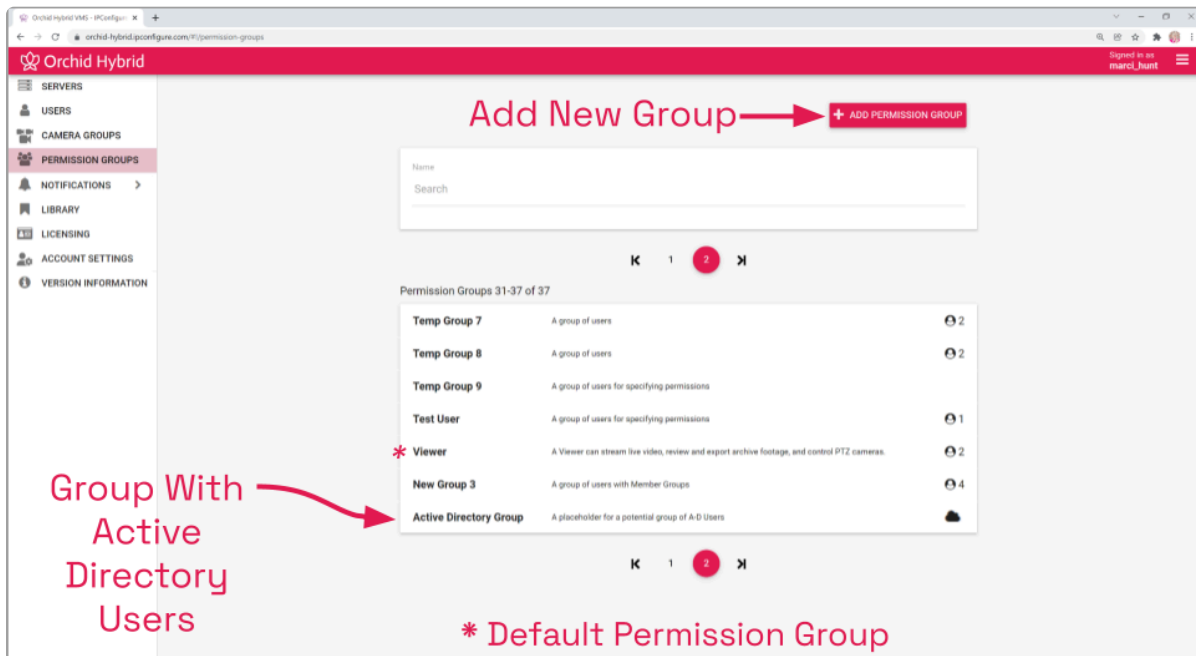 Orchid Hybrid VMS - IPConfigur
orchid-hybrid.ipconfigure.com/#!/permission-groups
Orchid Hybrid
Signed in as
marci_hunt
SERVERS
USERS
CAMERA GROUPS
PERMISSION GROUPS
NOTIFICATIONS
LIBRARY
LICENSING
ACCOUNT SETTINGS
VERSION INFORMATION
Add New Group
+ ADD PERMISSION GROUP
Name
Search
1 2
Permission Groups 31-37 of 37
Temp Group 7 A group of users 2
Temp Group 8 A group of users 2
Temp Group 9 A group of users for specifying permissions
Test User A group of users for specifying permissions 1
* Viewer A Viewer can stream live video, review and export archive footage, and control PTZ cameras. 2
New Group 3 A group of users with Member Groups 4
Active Directory Group A placeholder for a potential group of A-D Users
Group With
Active
Directory
Users
1 2
* Default Permission Group